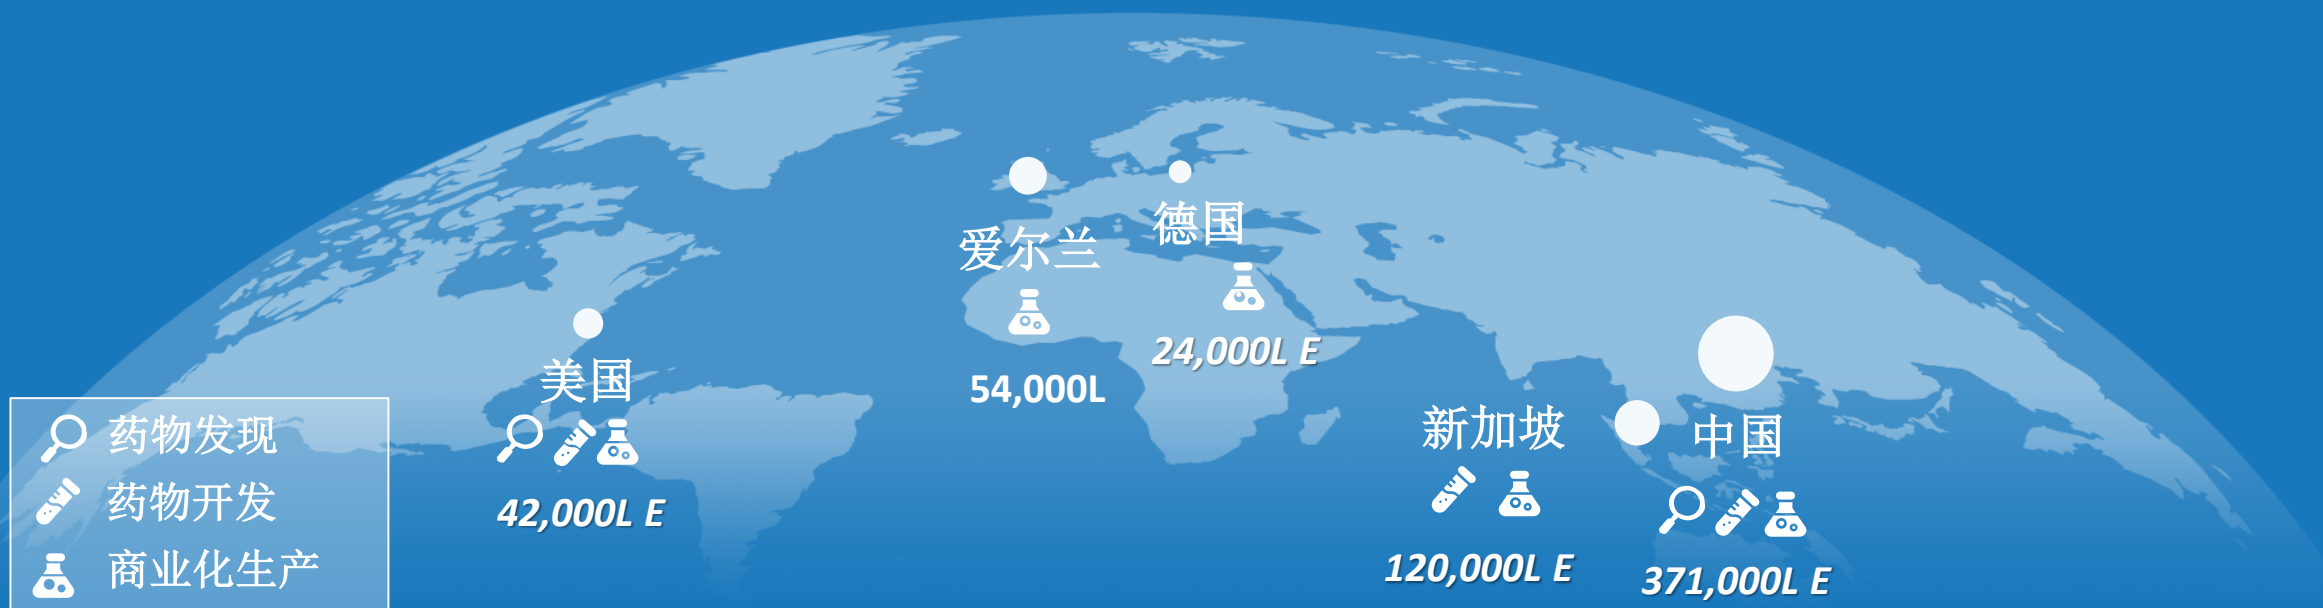 爱尔兰
54,000L
德国
24,000L E
美国
42,000L E
新加坡
120,000L E
中国
371,000L E
药物发现
药物开发
商业化生产